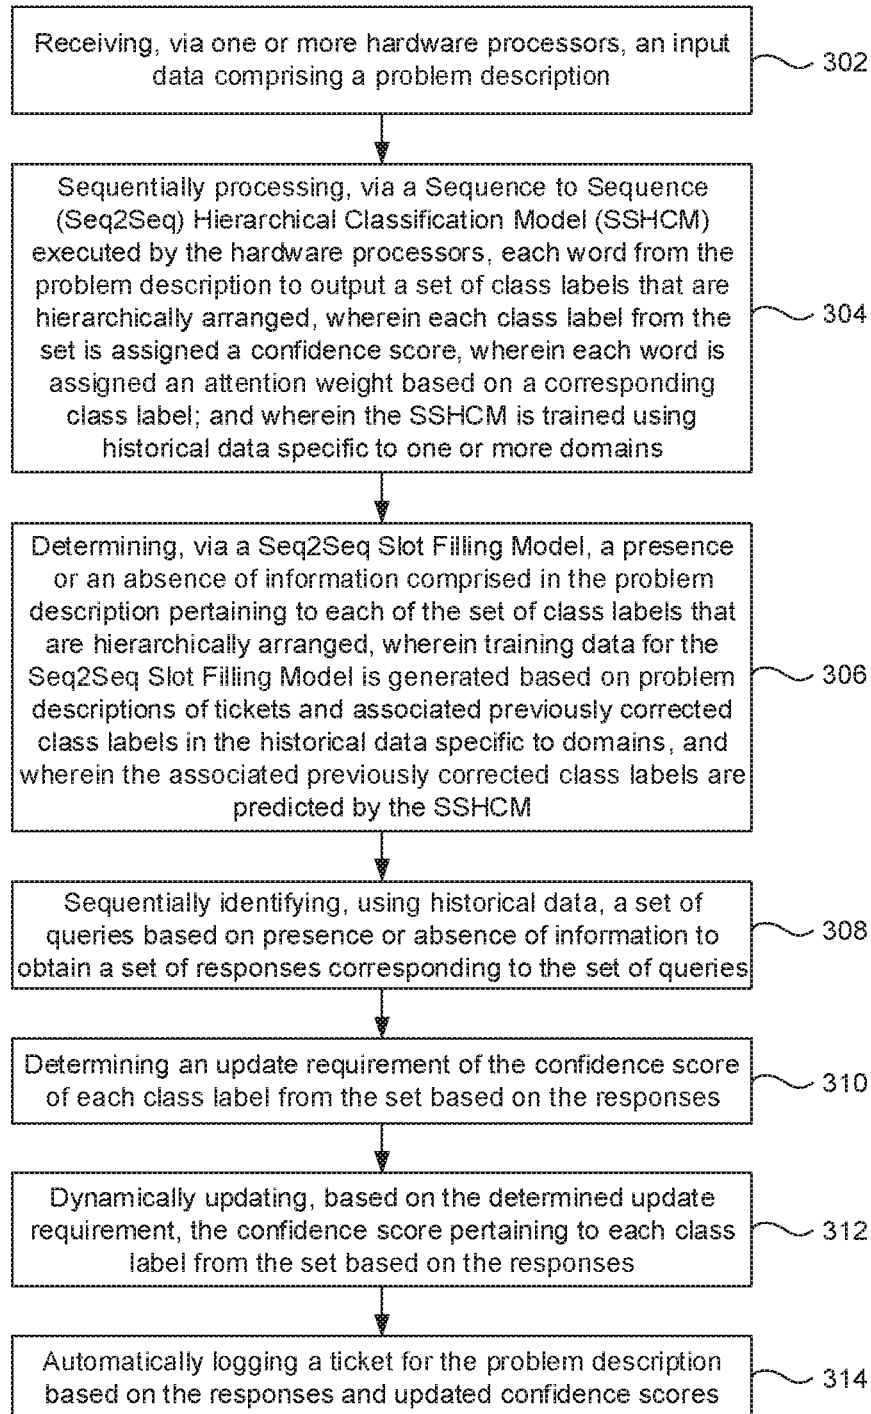 Receiving, via one or more hardware processors, an input
data comprising a problem description
302
Sequentially processing, via a Sequence to Sequence
(Seq2Seq) Hierarchical Classification Model (SSHCM)
executed by the hardware processors, each word from the
problem description to output a set of class labels that are
hierarchically arranged, wherein each class label from the
set is assigned a confidence score, wherein each word is
assigned an attention weight based on a corresponding
class label; and wherein the SSHCM is trained using
historical data specific to one or more domains
304
Determining, via a Seq2Seq Slot Filling Model, a presence
or an absence of information comprised in the problem
description pertaining to each of the set of class labels that
are hierarchically arranged, wherein training data for the
Seq2Seq Slot Filling Model is generated based on problem
descriptions of tickets and associated previously corrected
class labels in the historical data specific to domains, and
wherein the associated previously corrected class labels are
predicted by the SSHCM
306
Sequentially identifying, using historical data, a set of
queries based on presence or absence of information to
obtain a set of responses corresponding to the set of queries
308
Determining an update requirement of the confidence score
of each class label from the set based on the responses
310
Dynamically updating, based on the determined update
requirement, the confidence score pertaining to each class
label from the set based on the responses
312
Automatically logging a ticket for the problem description
based on the responses and updated confidence scores
314